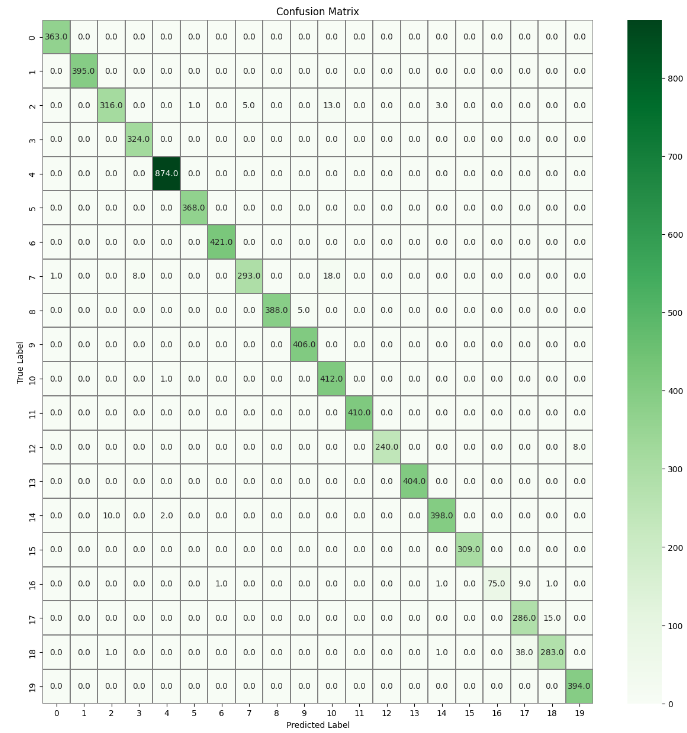 Confusion Matrix
0 363.0 0.0 0.0 0.0 0.0 0.0 0.0 0.0 0.0 0.0 0.0 0.0 0.0 0.0 0.0 0.0 0.0 0.0 0.0 0.0
1 0.0 395.0 0.0 0.0 0.0 0.0 0.0 0.0 0.0 0.0 0.0 0.0 0.0 0.0 0.0 0.0 0.0 0.0 0.0 0.0
2 0.0 0.0 316.0 0.0 0.0 1.0 0.0 5.0 0.0 0.0 13.0 0.0 0.0 0.0 3.0 0.0 0.0 0.0 0.0 0.0
3 0.0 0.0 0.0 324.0 0.0 0.0 0.0 0.0 0.0 0.0 0.0 0.0 0.0 0.0 0.0 0.0 0.0 0.0 0.0 0.0
4 0.0 0.0 0.0 0.0 874.0 0.0 0.0 0.0 0.0 0.0 0.0 0.0 0.0 0.0 0.0 0.0 0.0 0.0 0.0 0.0
5 0.0 0.0 0.0 0.0 0.0 368.0 0.0 0.0 0.0 0.0 0.0 0.0 0.0 0.0 0.0 0.0 0.0 0.0 0.0 0.0
6 0.0 0.0 0.0 0.0 0.0 0.0 421.0 0.0 0.0 0.0 0.0 0.0 0.0 0.0 0.0 0.0 0.0 0.0 0.0 0.0
7 1.0 0.0 0.0 8.0 0.0 0.0 0.0 293.0 0.0 0.0 18.0 0.0 0.0 0.0 0.0 0.0 0.0 0.0 0.0 0.0
8 0.0 0.0 0.0 0.0 0.0 0.0 0.0 0.0 388.0 5.0 0.0 0.0 0.0 0.0 0.0 0.0 0.0 0.0 0.0 0.0
9 0.0 0.0 0.0 0.0 0.0 0.0 0.0 0.0 0.0 406.0 0.0 0.0 0.0 0.0 0.0 0.0 0.0 0.0 0.0 0.0
10 0.0 0.0 0.0 0.0 1.0 0.0 0.0 0.0 0.0 0.0 412.0 0.0 0.0 0.0 0.0 0.0 0.0 0.0 0.0 0.0
11 0.0 0.0 0.0 0.0 0.0 0.0 0.0 0.0 0.0 0.0 0.0 410.0 0.0 0.0 0.0 0.0 0.0 0.0 0.0 0.0
12 0.0 0.0 0.0 0.0 0.0 0.0 0.0 0.0 0.0 0.0 0.0 0.0 240.0 0.0 0.0 0.0 0.0 0.0 0.0 8.0
13 0.0 0.0 0.0 0.0 0.0 0.0 0.0 0.0 0.0 0.0 0.0 0.0 0.0 404.0 0.0 0.0 0.0 0.0 0.0 0.0
14 0.0 0.0 10.0 0.0 2.0 0.0 0.0 0.0 0.0 0.0 0.0 0.0 0.0 0.0 398.0 0.0 0.0 0.0 0.0 0.0
15 0.0 0.0 0.0 0.0 0.0 0.0 0.0 0.0 0.0 0.0 0.0 0.0 0.0 0.0 0.0 309.0 0.0 0.0 0.0 0.0
16 0.0 0.0 0.0 0.0 0.0 0.0 1.0 0.0 0.0 0.0 0.0 0.0 0.0 0.0 1.0 0.0 75.0 9.0 1.0 0.0
17 0.0 0.0 0.0 0.0 0.0 0.0 0.0 0.0 0.0 0.0 0.0 0.0 0.0 0.0 0.0 0.0 0.0 286.0 15.0 0.0
18 0.0 0.0 1.0 0.0 0.0 0.0 0.0 0.0 0.0 0.0 0.0 0.0 0.0 0.0 1.0 0.0 0.0 38.0 283.0 0.0
19 0.0 0.0 0.0 0.0 0.0 0.0 0.0 0.0 0.0 0.0 0.0 0.0 0.0 0.0 0.0 0.0 0.0 0.0 0.0 394.0
0 1 2 3 4 5 6 7 8 9 10 11 12 13 14 15 16 17 18 19
Predicted Label
True Label
800
700
600
500
400
300
200
100
0